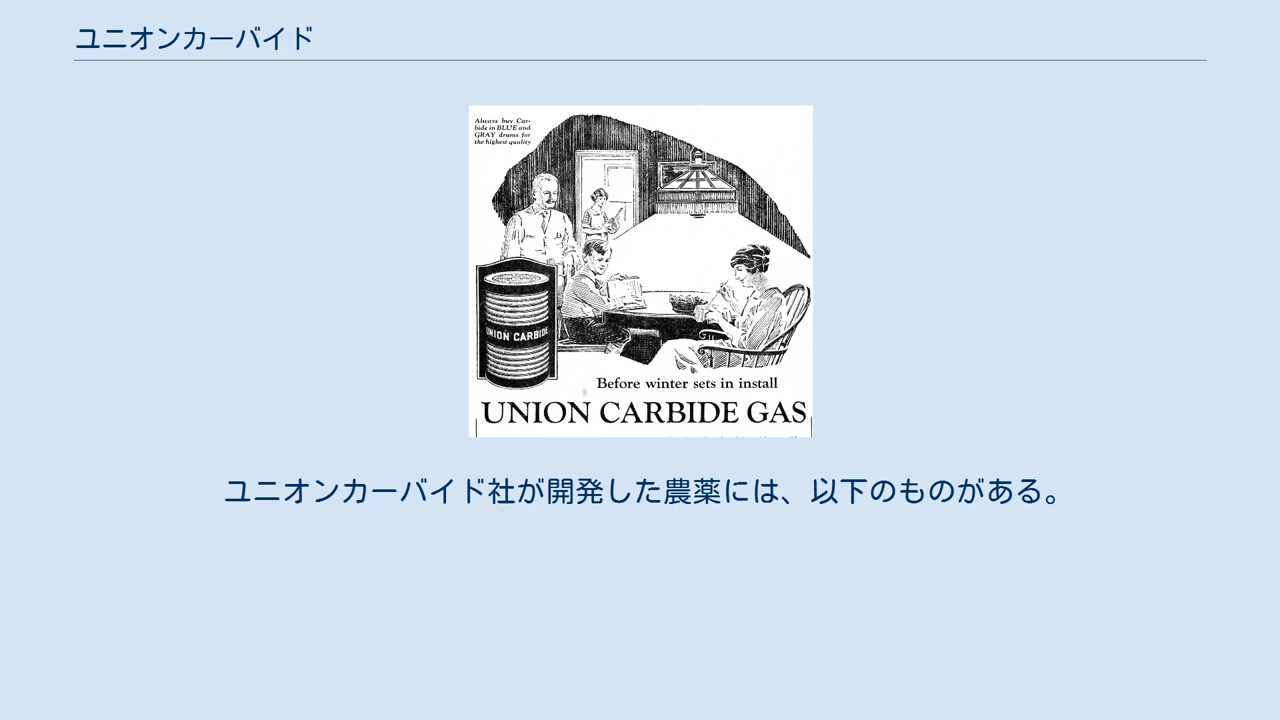 ユニオンカーバイド
Always buy Car-
bide in BLUE and
GRAY drums for
the highest quality
UNION CARBIDE
Before winter sets in install
UNION CARBIDE GAS
ユニオンカーバイド社が開発した農薬には、以下のものがある。